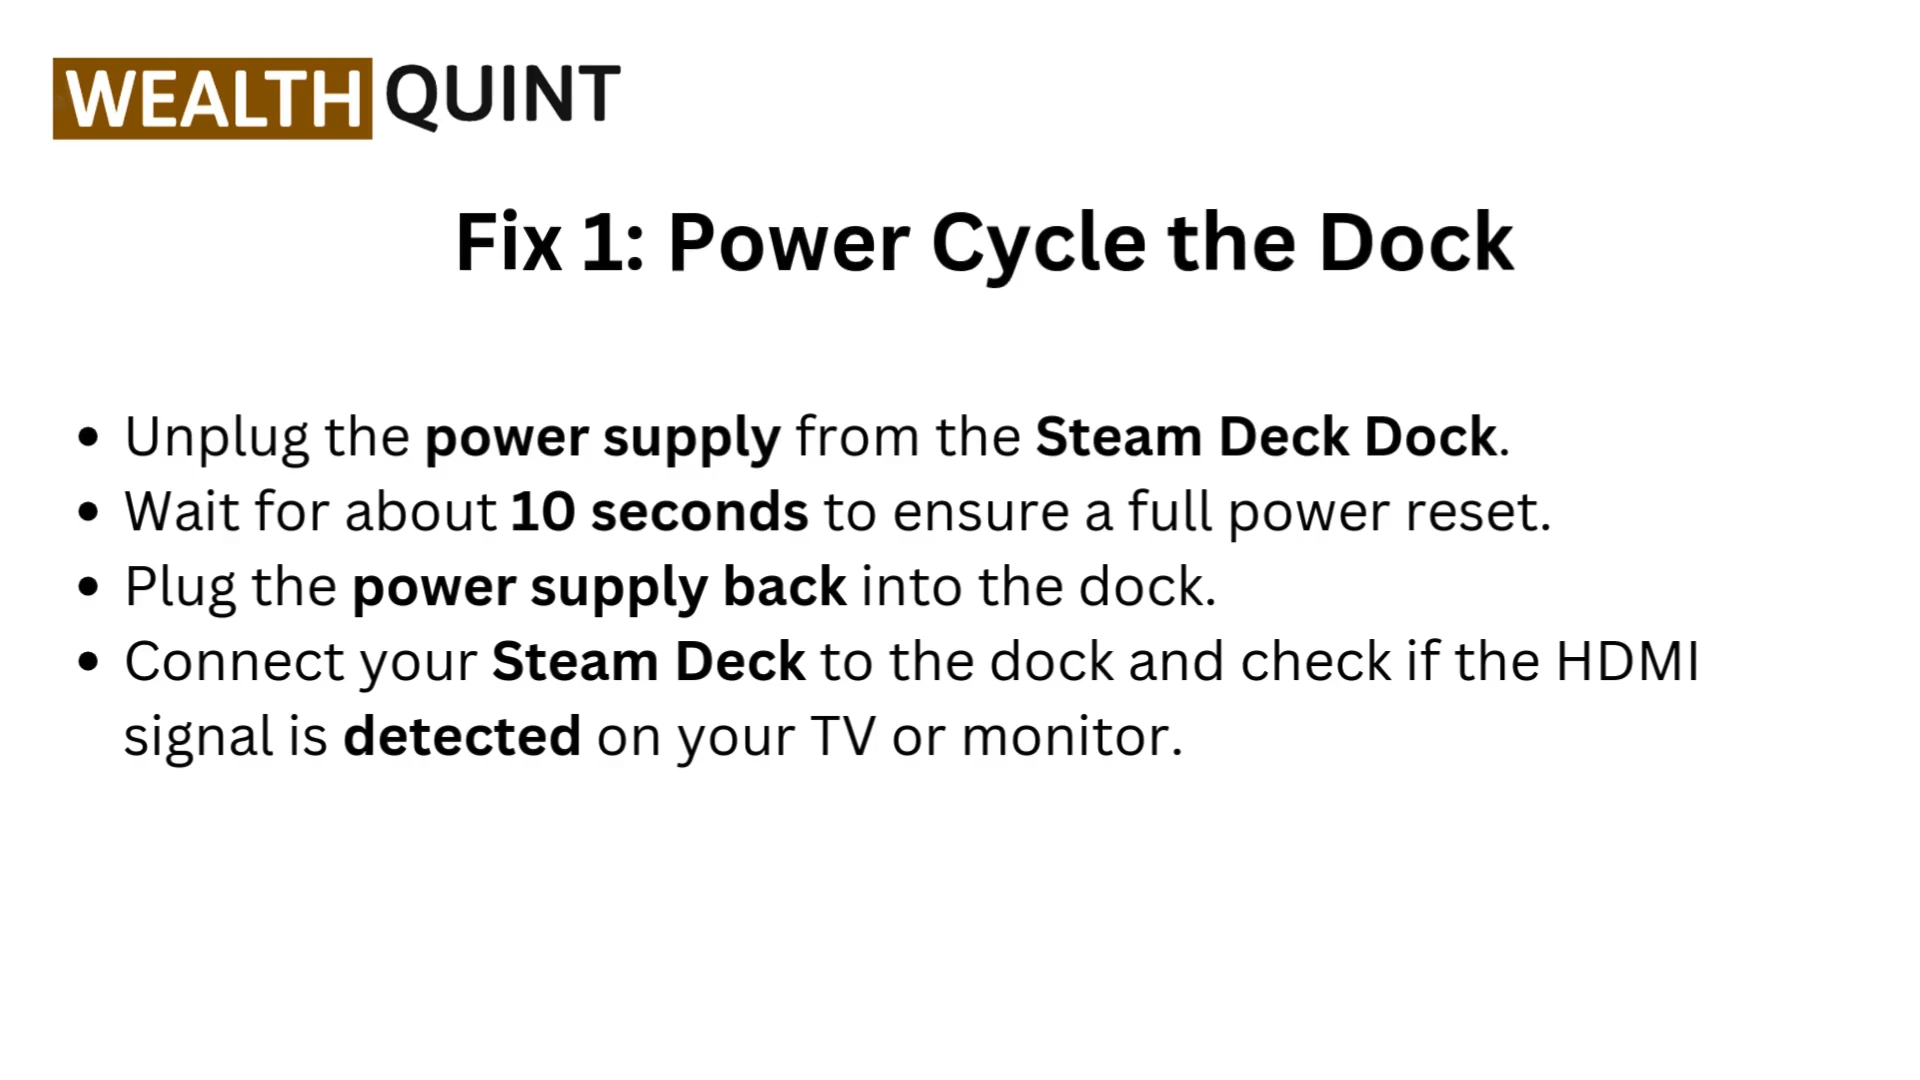 WEALTH QUINT
Fix 1: Power Cycle the Dock
• Unplug the power supply from the Steam Deck Dock.
• Wait for about 10 seconds to ensure a full power reset.
• Plug the power supply back into the dock.
• Connect your Steam Deck to the dock and check if the HDMI
signal is detected on your TV or monitor.